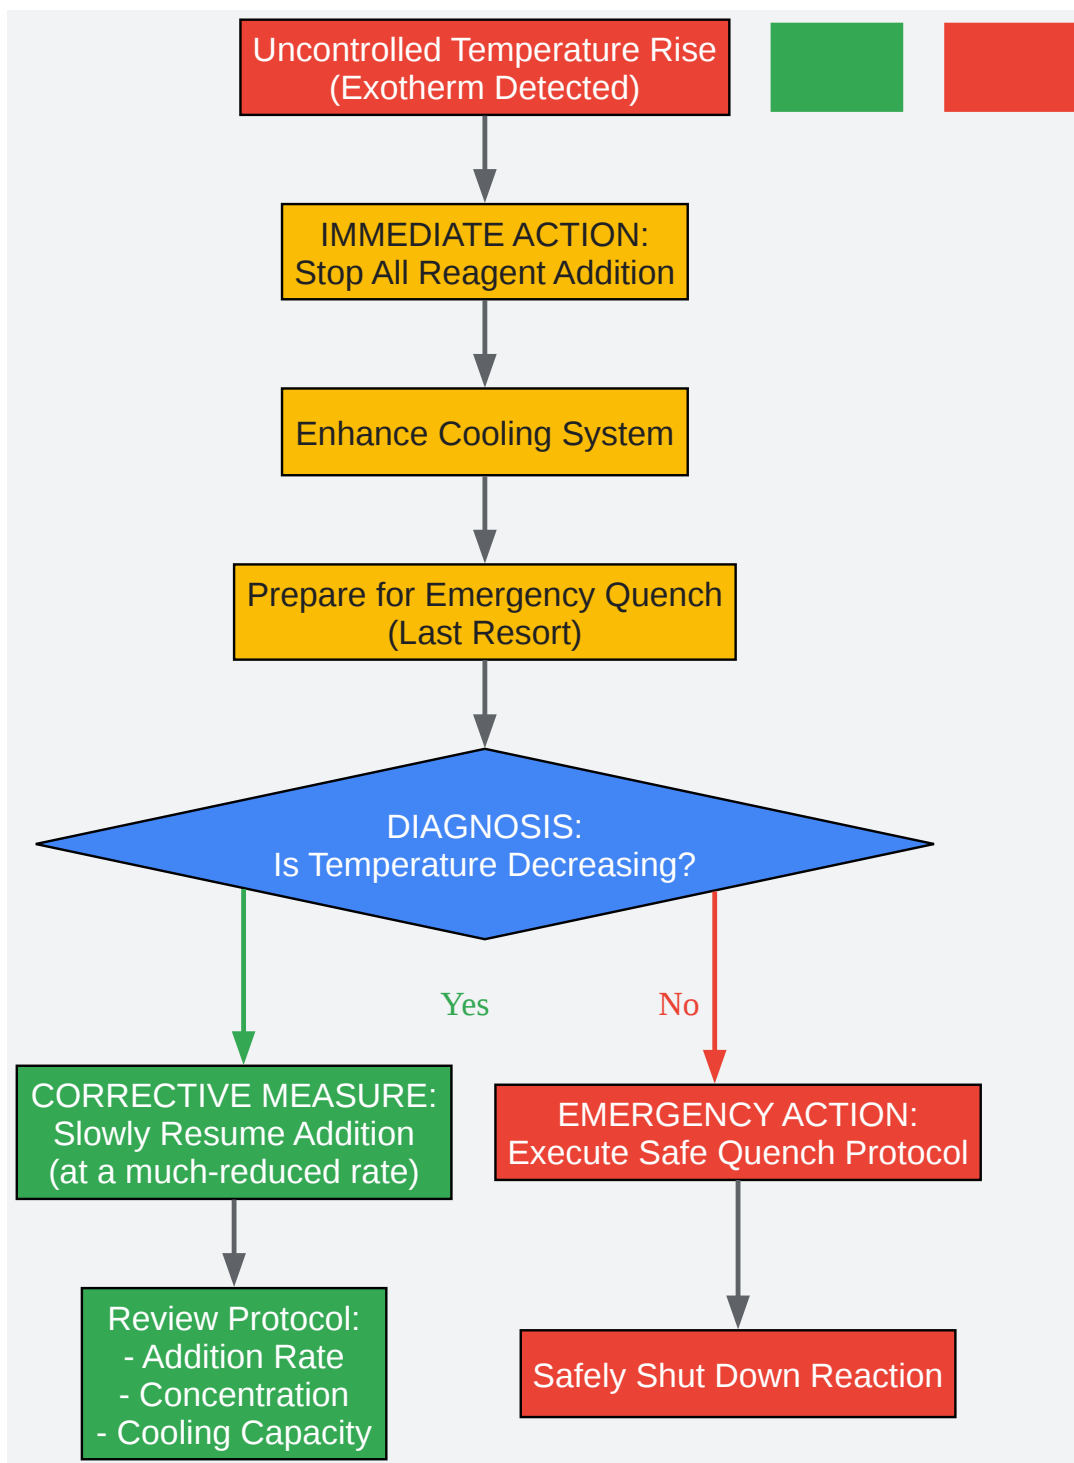 Uncontrolled Temperature Rise
(Exotherm Detected)
IMMEDIATE ACTION:
Stop All Reagent Addition
Enhance Cooling System
Prepare for Emergency Quench
(Last Resort)
DIAGNOSIS:
Is Temperature Decreasing?
Yes
No
CORRECTIVE MEASURE:
Slowly Resume Addition
(at a much-reduced rate)
EMERGENCY ACTION:
Execute Safe Quench Protocol
Review Protocol:
- Addition Rate
- Concentration
- Cooling Capacity
Safely Shut Down Reaction